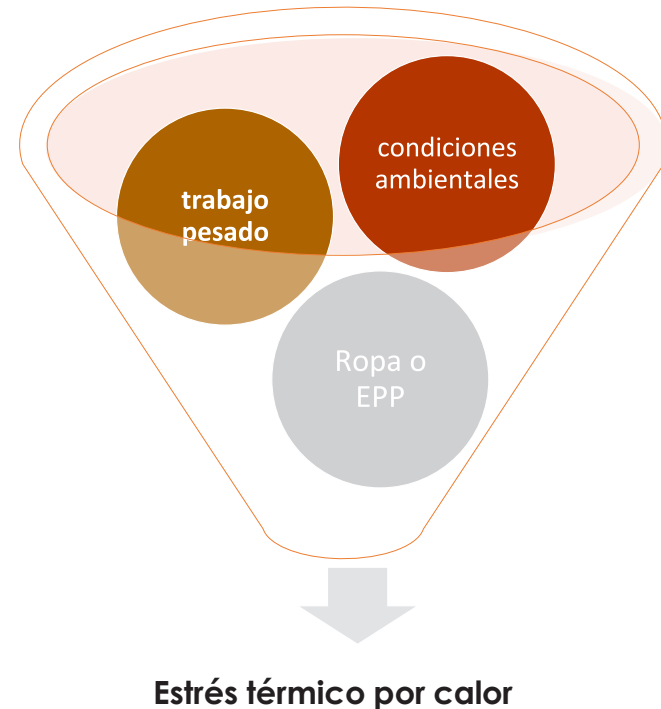 condiciones
ambientales
trabajo
pesado
Ropa o
EPP
Estrés térmico por calor